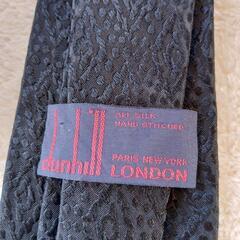 ALL SILK
HAND STITCHED
dunhill
PARIS NEW YORK
LONDON